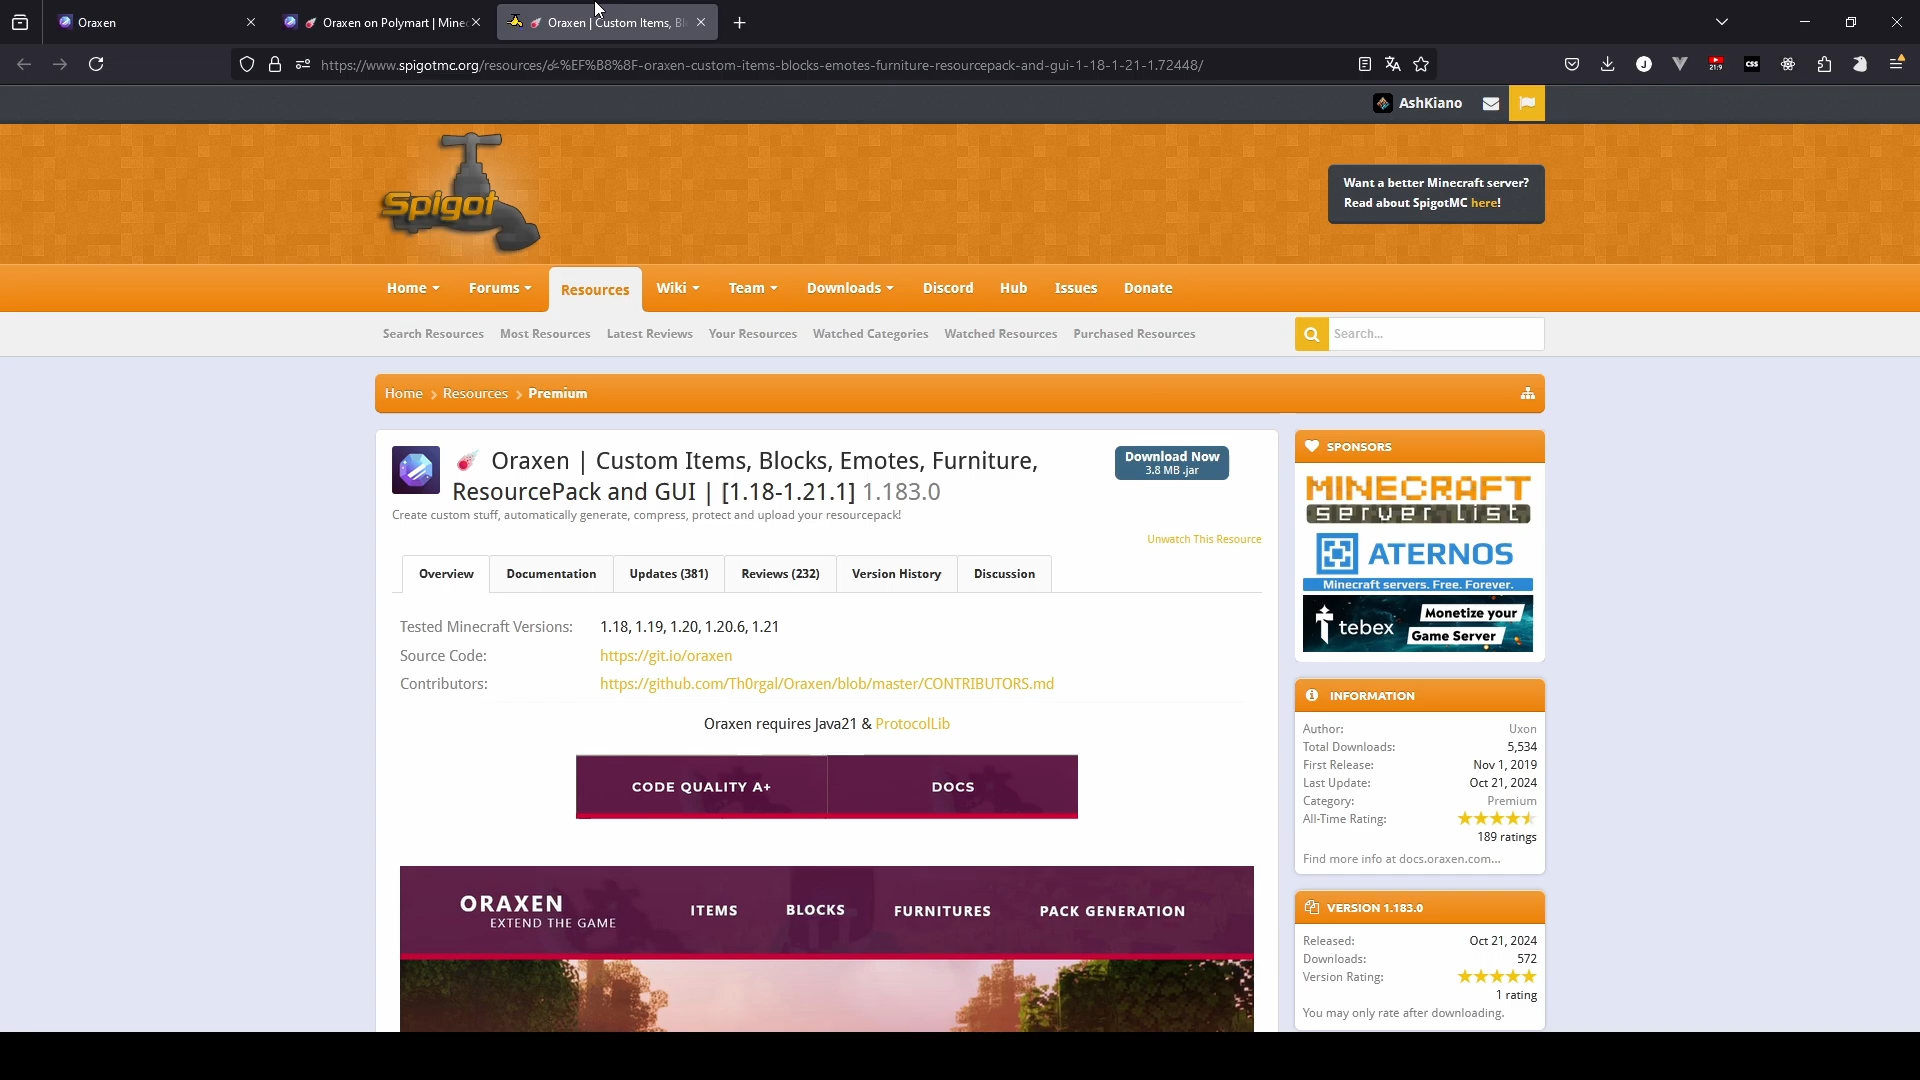 Oraxen
Oraxen on Polymart | Minec
Oraxen | Custom Items, Bl
https://www.spigotmc.org/resources/☄%EF%B8%8F-oraxen-custom-items-blocks-emotes-furniture-resourcepack-and-gui-1-18-1-21-1.72448/
J
21:9
CSS
AshKiano
Spigot
Want a better Minecraft server?
Read about SpigotMC here!
Home
Forums
Resources
Wiki
Team
Downloads
Discord
Hub
Issues
Donate
Search Resources
Most Resources
Latest Reviews
Your Resources
Watched Categories
Watched Resources
Purchased Resources
Search...
Home
Resources
Premium
☄ Oraxen | Custom Items, Blocks, Emotes, Furniture,
ResourcePack and GUI | [1.18-1.21.1] 1.183.0
Create custom stuff, automatically generate, compress, protect and upload your resourcepack!
Download Now
3.8 MB .jar
Unwatch This Resource
Overview
Documentation
Updates (381)
Reviews (232)
Version History
Discussion
Tested Minecraft Versions: 1.18, 1.19, 1.20, 1.20.6, 1.21
Source Code: https://git.io/oraxen
Contributors: https://github.com/Th0rgal/Oraxen/blob/master/CONTRIBUTORS.md
Oraxen requires Java21 & ProtocolLib
CODE QUALITY A+
DOCS
ORAXEN
EXTEND THE GAME
ITEMS
BLOCKS
FURNITURES
PACK GENERATION
SPONSORS
MINECRAFT
server list
ATERNOS
Minecraft servers. Free. Forever.
tebex
Monetize your
Game Server
INFORMATION
Author: Uxon
Total Downloads: 5,534
First Release: Nov 1, 2019
Last Update: Oct 21, 2024
Category: Premium
All-Time Rating:
189 ratings
Find more info at docs.oraxen.com...
VERSION 1.183.0
Released: Oct 21, 2024
Downloads: 572
Version Rating:
1 rating
You may only rate after downloading.